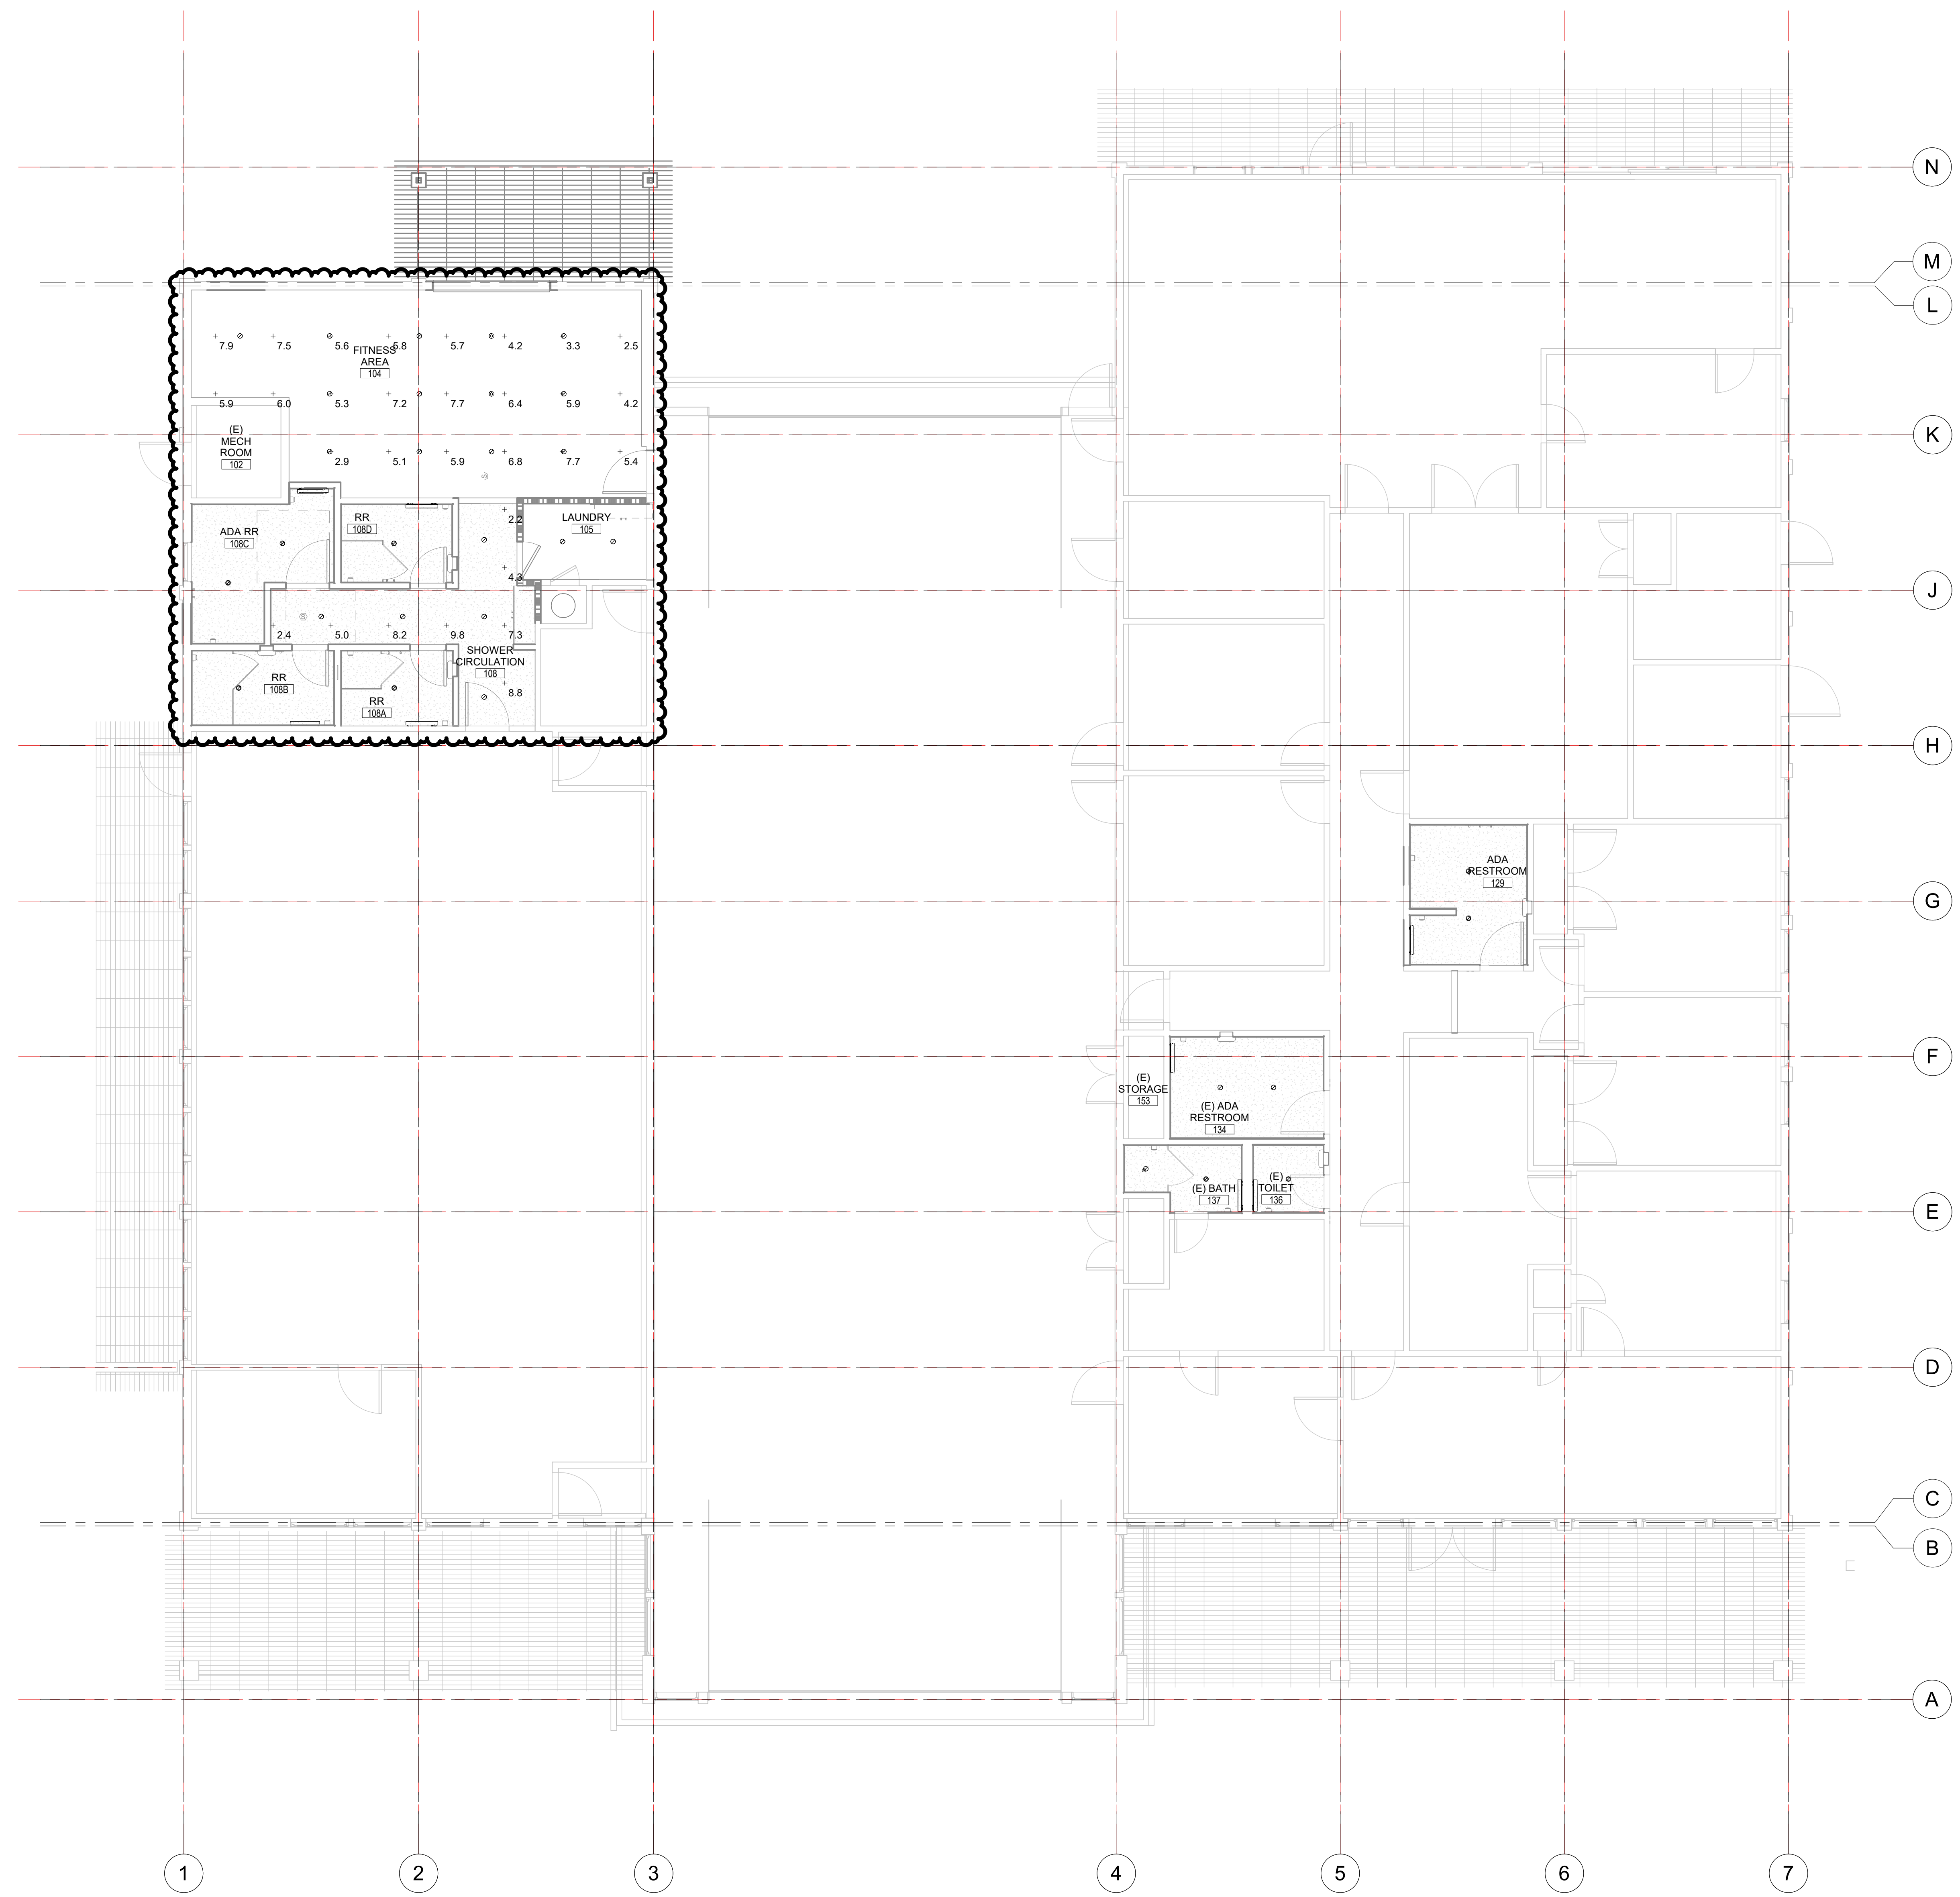 N
M
L
7.9 7.5 5.6 5.8 5.7 4.2 3.3 2.5
FITNESS
AREA
104
5.9 6.0 5.3 7.2 7.7 6.4 5.9 4.2
(E)
MECH
ROOM
102
K
2.9 5.1 5.9 6.8 7.7 5.4
ADA RR
108C
RR
108D
2.2
LAUNDRY
105
4.3
J
S
2.4 5.0 8.2 9.8 7.3
SHOWER
CIRCULATION
108
RR
108B
RR
108A
8.8
H
ADA
RESTROOM
129
G
F
(E)
STORAGE
153
(E) ADA
RESTROOM
134
(E) BATH
137
(E)
TOILET
136
E
D
C
B
A
1 2 3 4 5 6 7